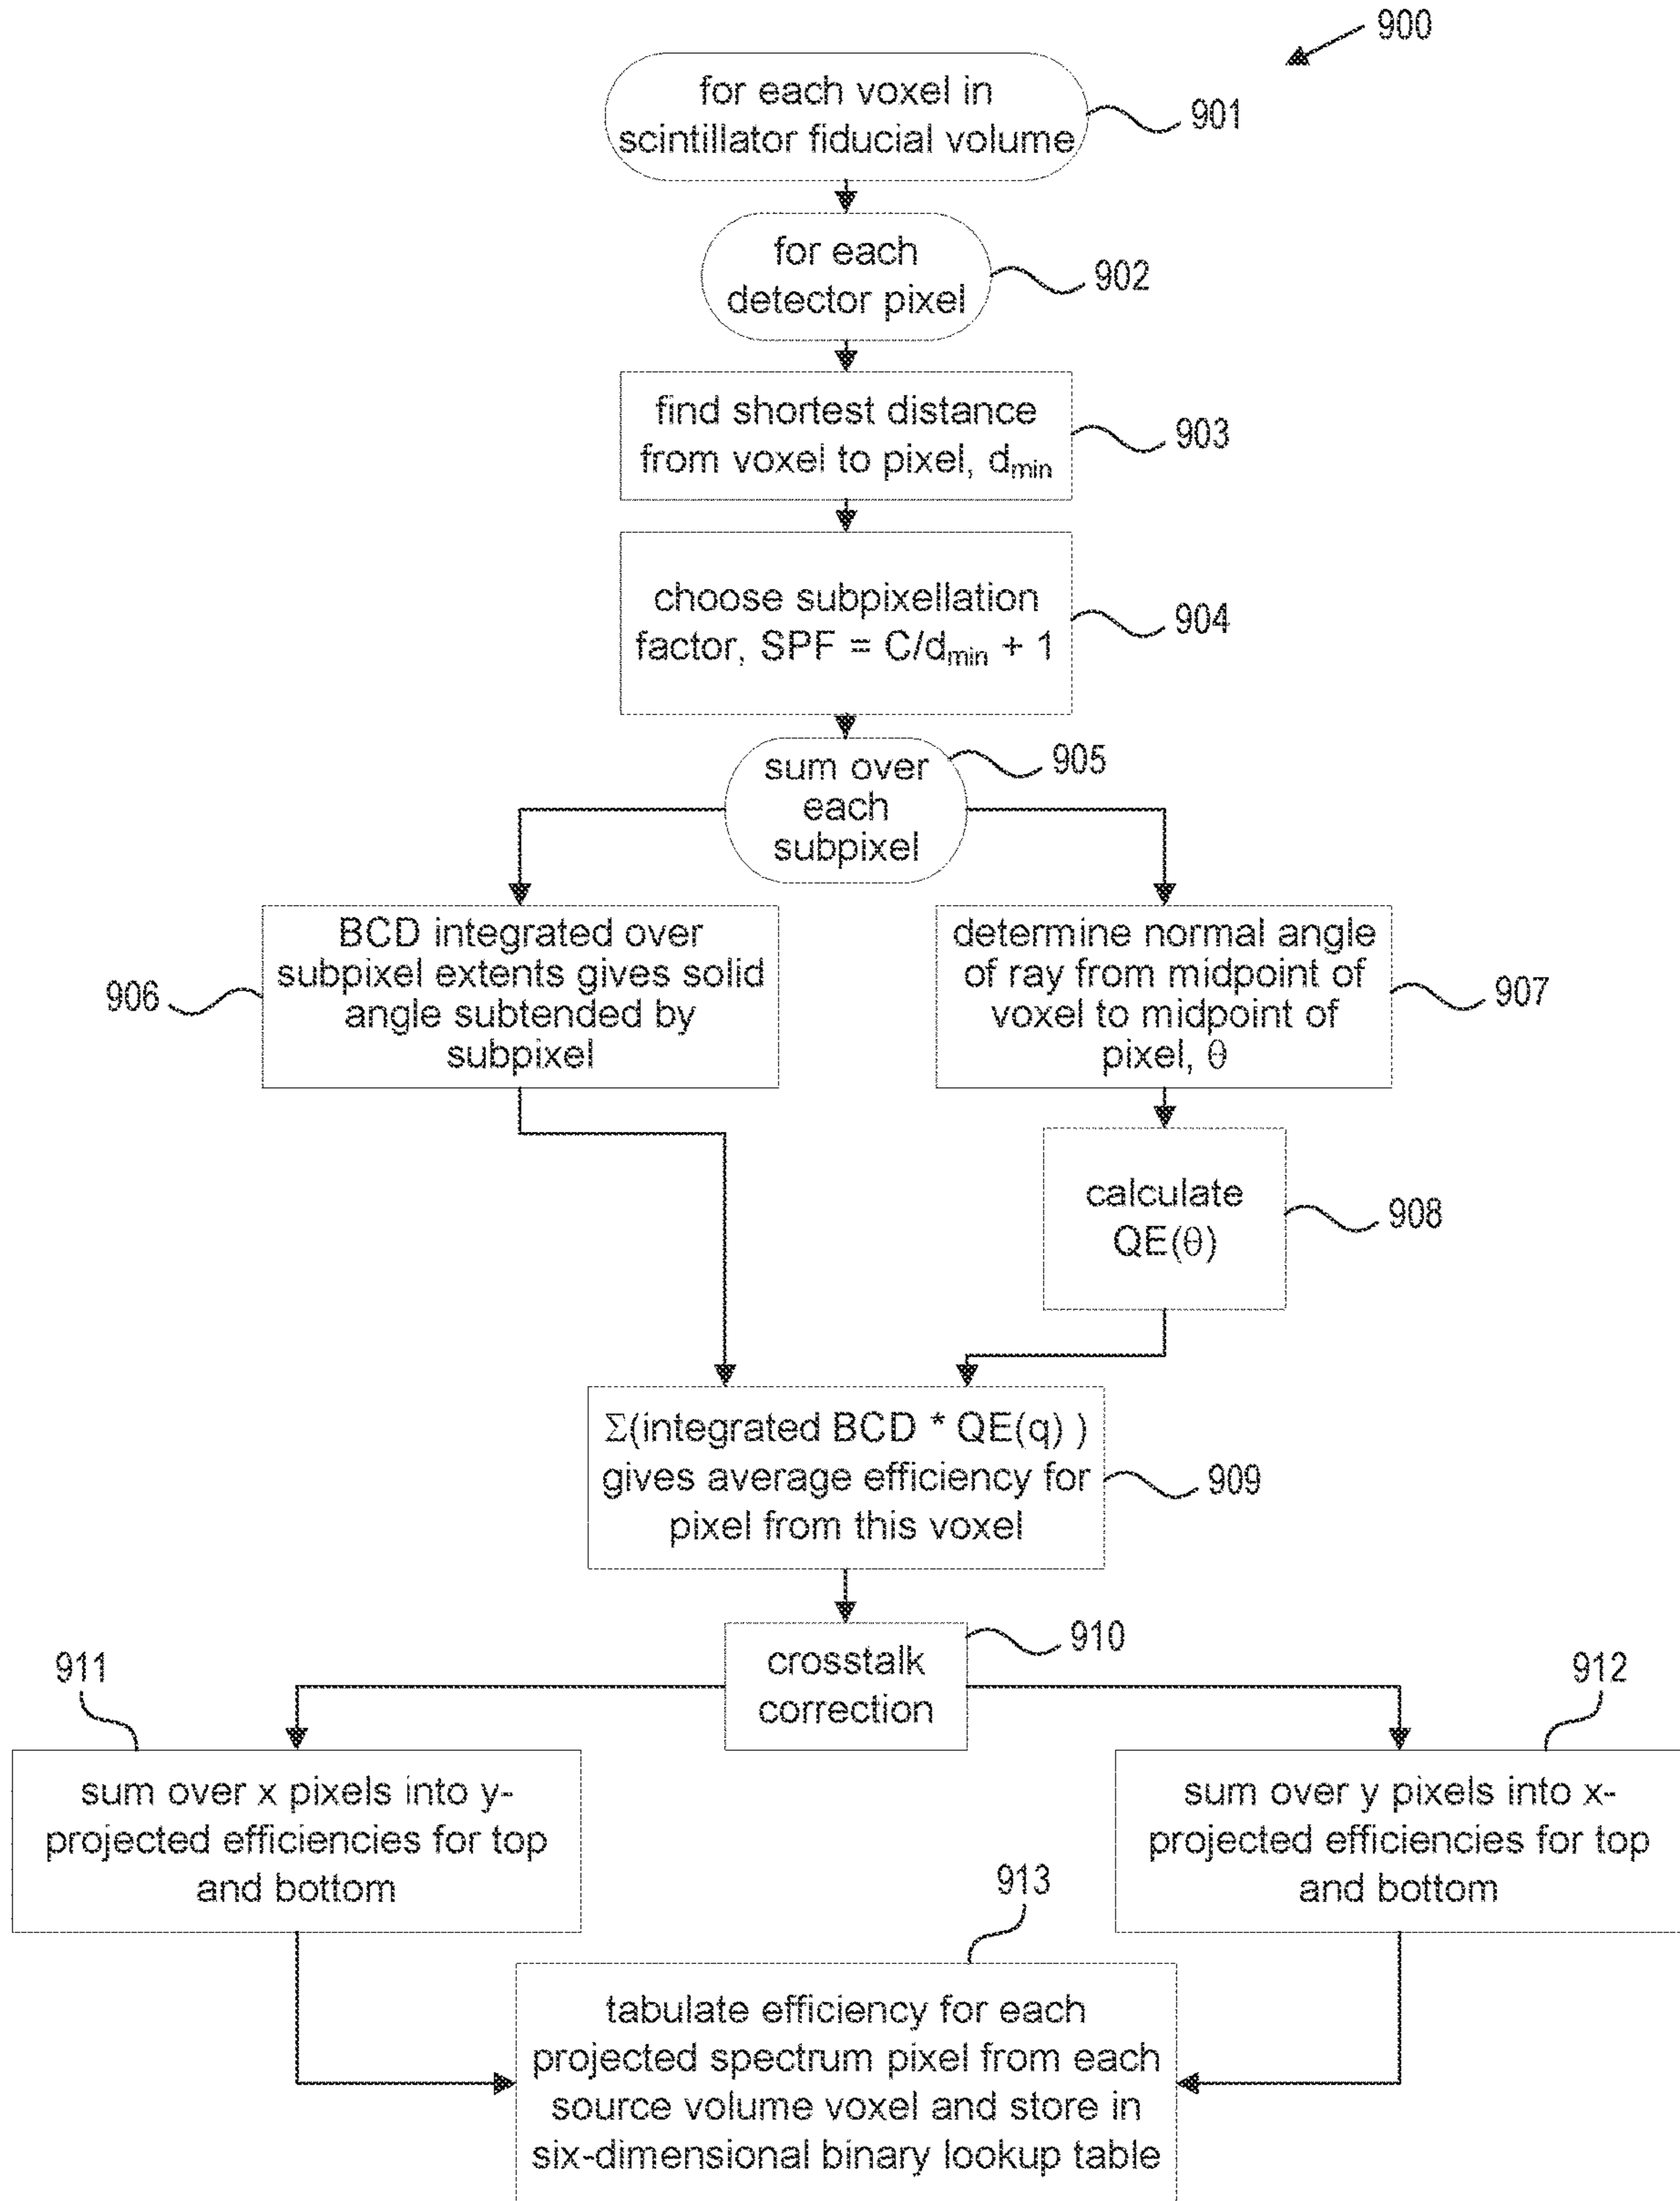 900
for each voxel in
scintillator fiducial volume
901
for each
detector pixel
902
find shortest distance
from voxel to pixel, dmin
903
choose subpixellation
factor, SPF = C/dmin + 1
904
sum over
each
subpixel
905
BCD integrated over
subpixel extents gives solid
angle subtended by
subpixel
906
determine normal angle
of ray from midpoint of
voxel to midpoint of
pixel, θ
907
calculate
QE(θ)
908
Σ(integrated BCD * QE(q) )
gives average efficiency for
pixel from this voxel
909
crosstalk
correction
910
911
sum over x pixels into y-
projected efficiencies for top
and bottom
912
sum over y pixels into x-
projected efficiencies for top
and bottom
913
tabulate efficiency for each
projected spectrum pixel from each
source volume voxel and store in
six-dimensional binary lookup table